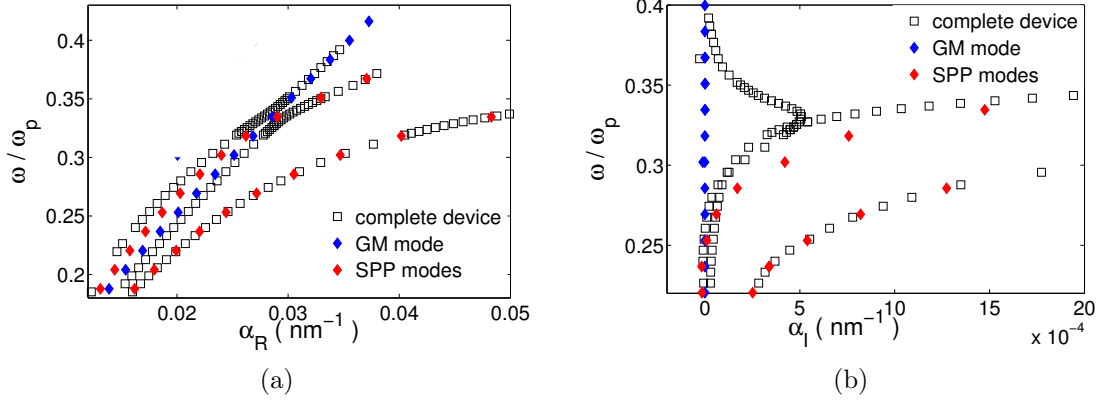 0.4
0.35
0.3
0.25
0.2
ω / ω_p
0.02 0.03 0.04 0.05
α_R ( nm⁻¹ )
complete device
GM mode
SPP modes
(a)
0.4
0.35
0.3
0.25
ω / ω_p
0 5 10 15 20
α_I ( nm⁻¹ )
x 10⁻⁴
complete device
GM mode
SPP modes
(b)